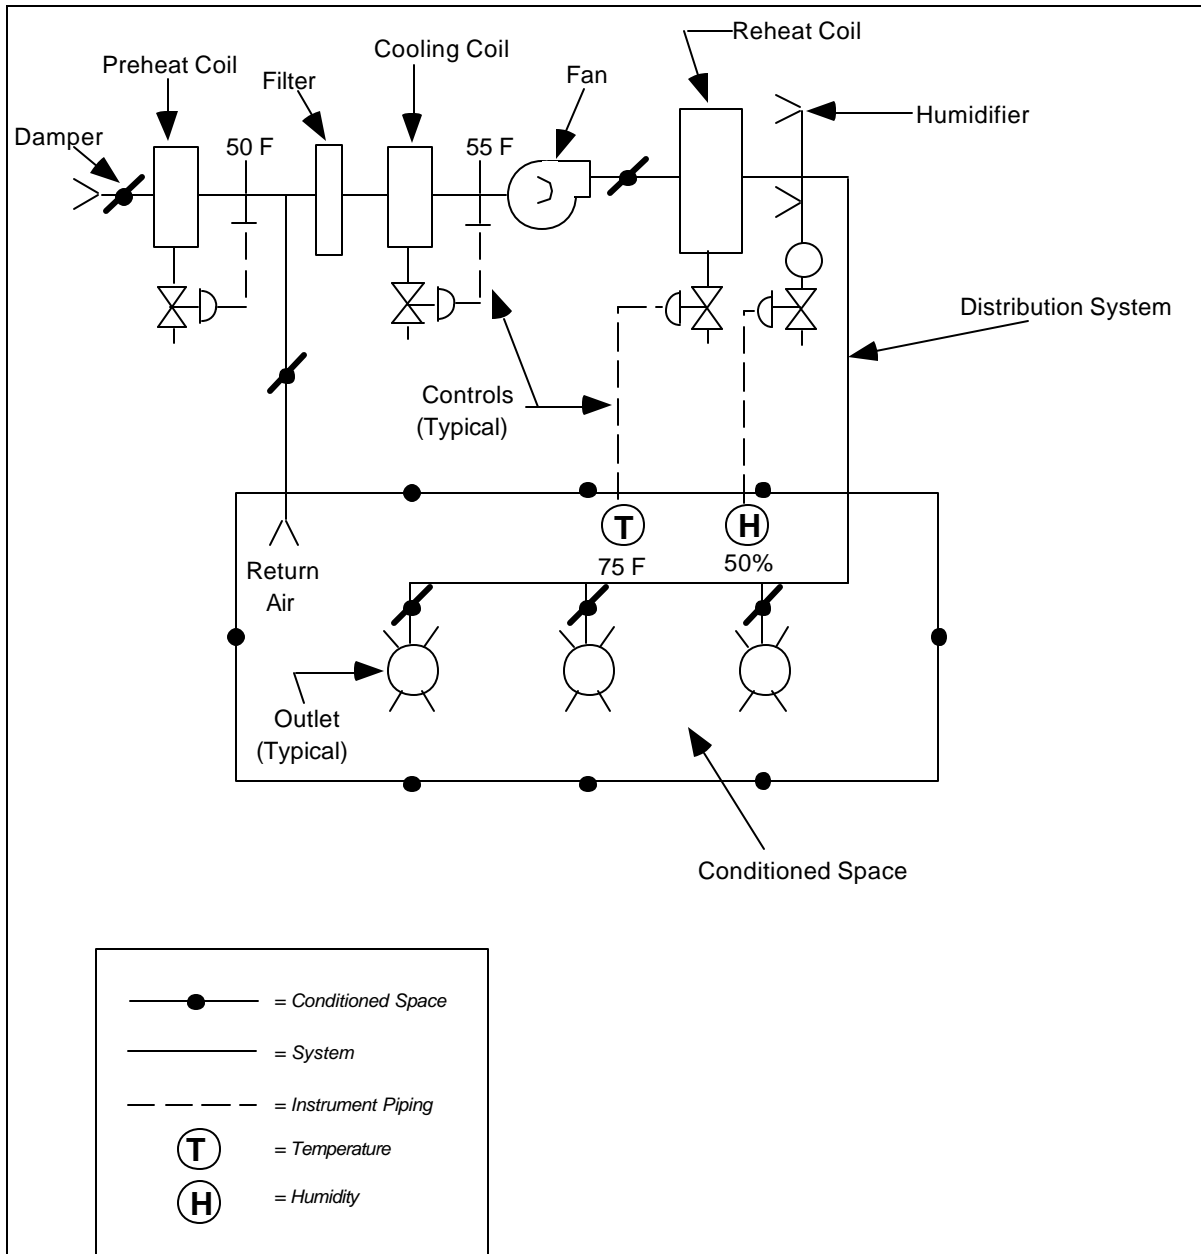 Reheat Coil
Cooling Coil
Preheat Coil
Fan
Filter
Humidifier
Damper
50 F
55 F
Distribution System
Controls
(Typical)
T
H
75 F
50%
Return
Air
Outlet
(Typical)
Conditioned Space
= Conditioned Space
= System
= Instrument Piping
T = Temperature
H = Humidity